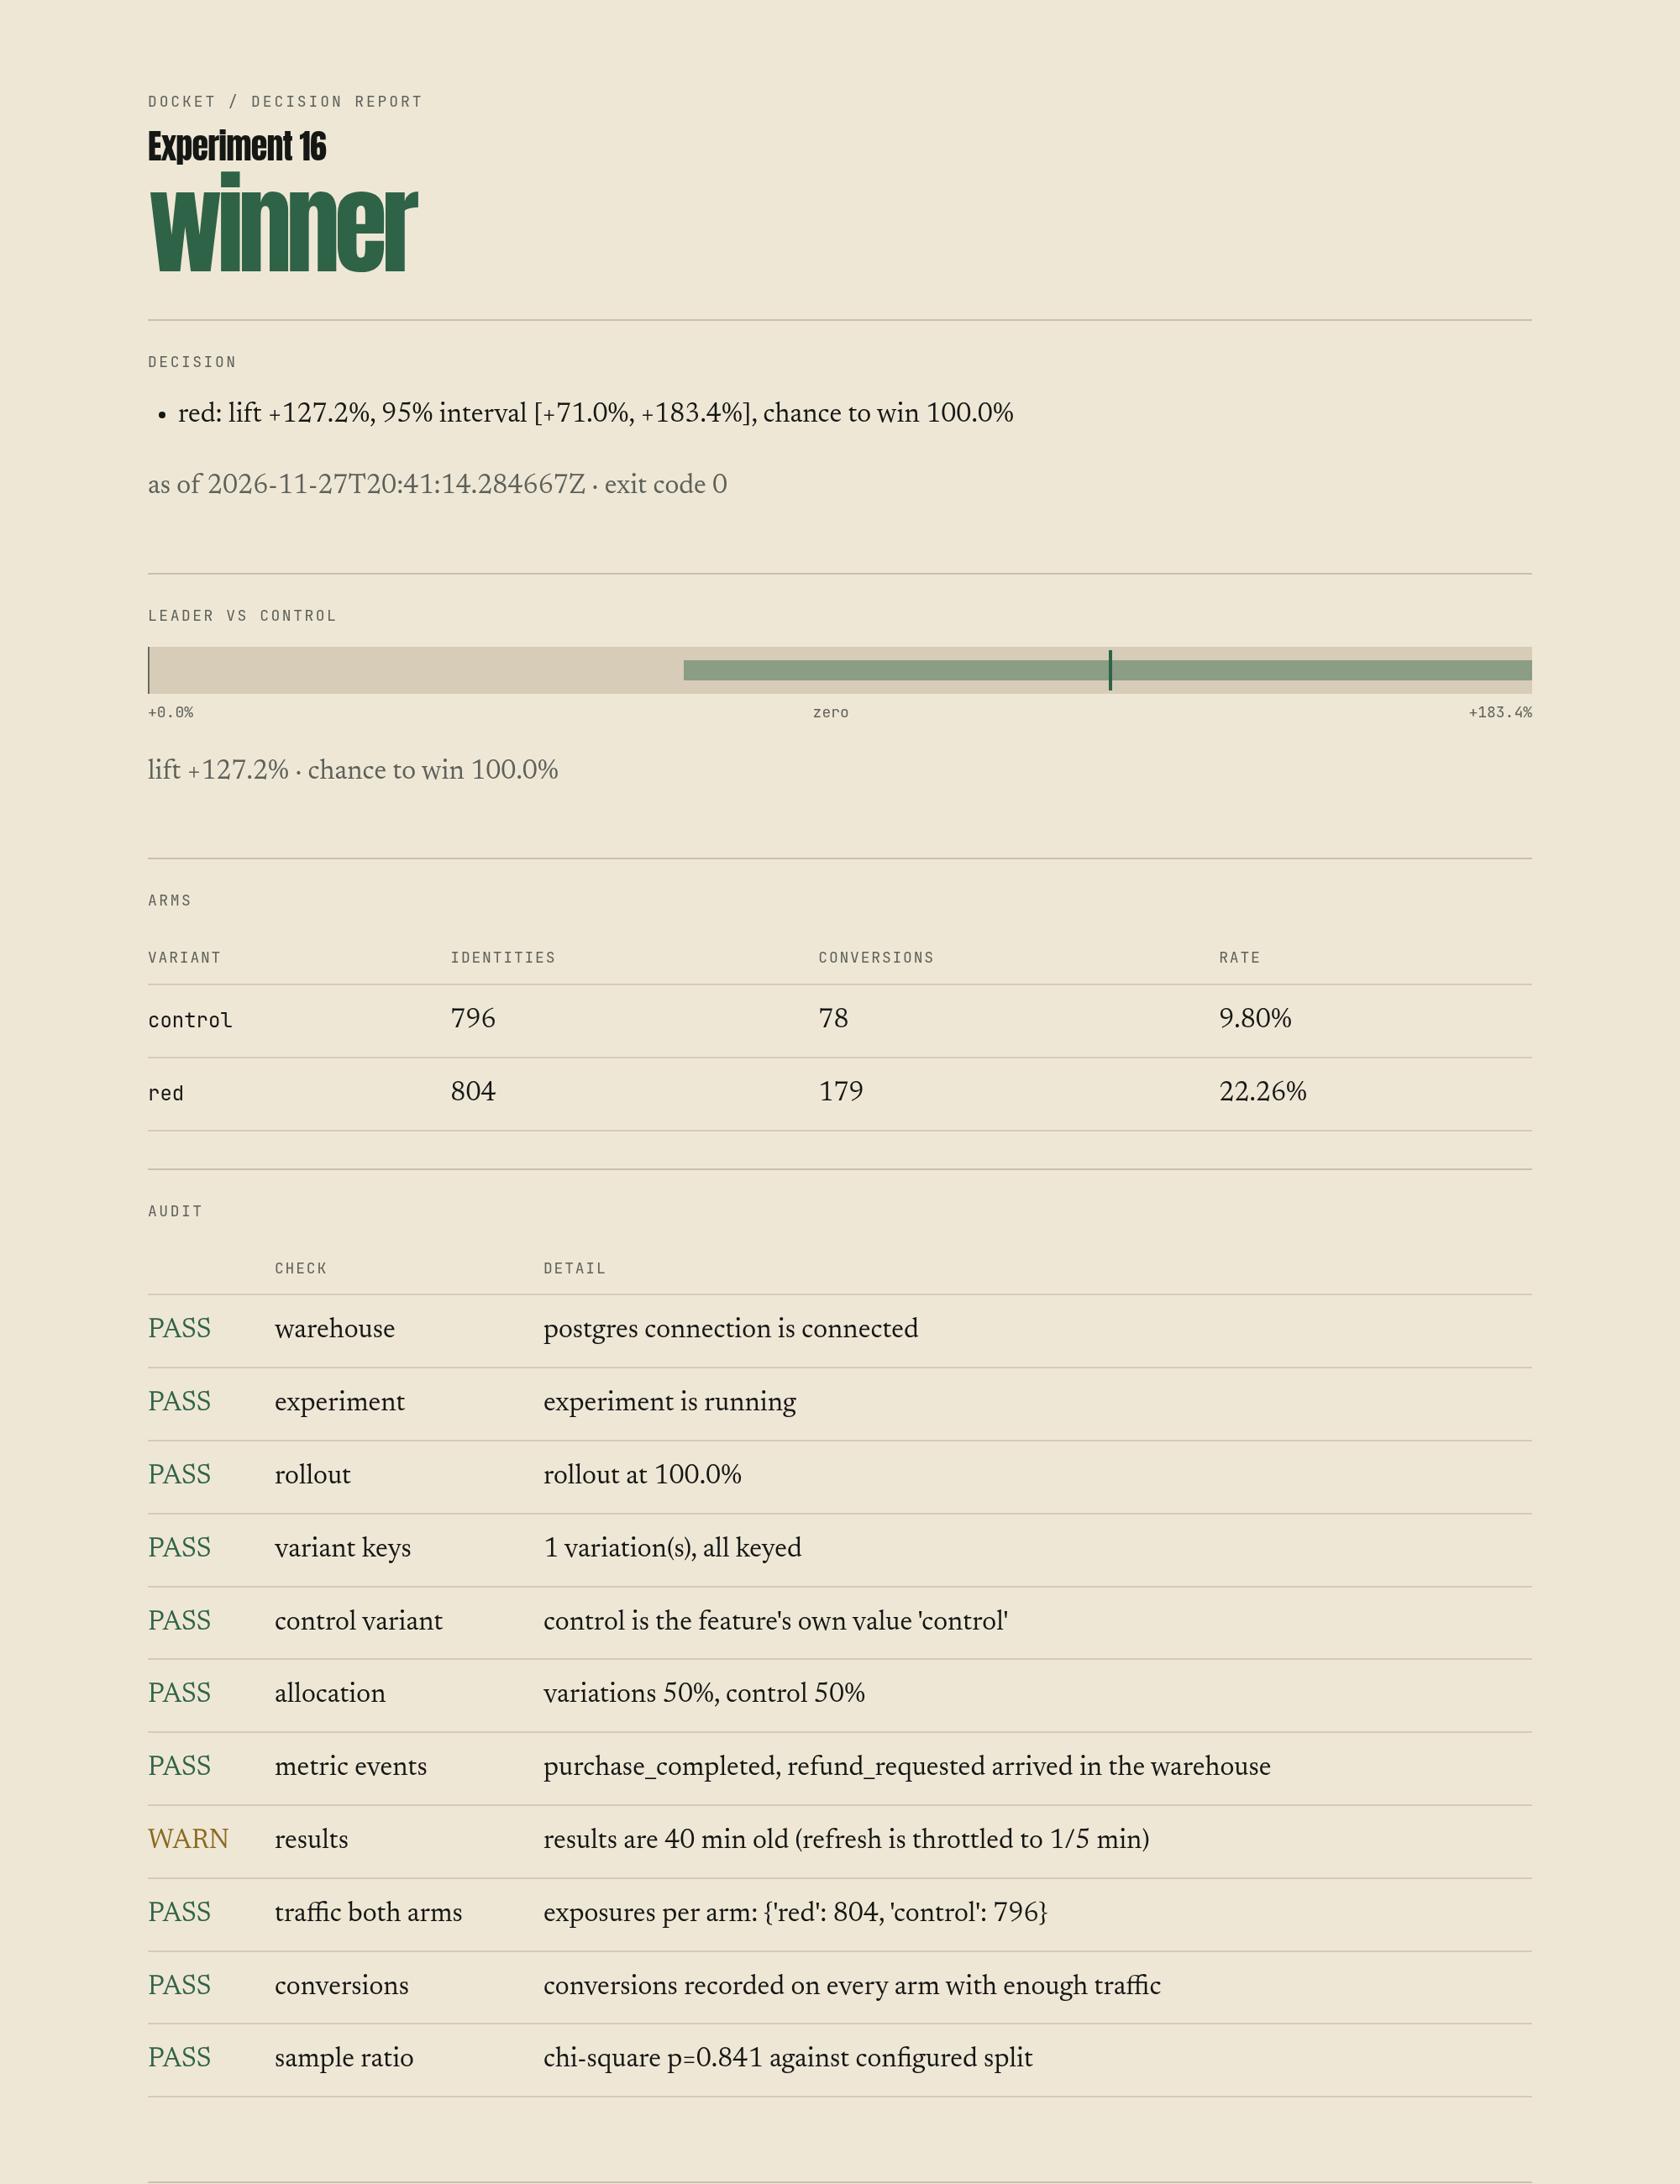 DOCKET / DECISION REPORT
Experiment 16
winner
DECISION
• red: lift +127.2%, 95% interval [+71.0%, +183.4%], chance to win 100.0%
as of 2026-11-27T20:41:14.284667Z · exit code 0
LEADER VS CONTROL
+0.0% zero +183.4%
lift +127.2% · chance to win 100.0%
ARMS
VARIANT IDENTITIES CONVERSIONS RATE
control 796 78 9.80%
red 804 179 22.26%
AUDIT
CHECK DETAIL
PASS warehouse postgres connection is connected
PASS experiment experiment is running
PASS rollout rollout at 100.0%
PASS variant keys 1 variation(s), all keyed
PASS control variant control is the feature's own value 'control'
PASS allocation variations 50%, control 50%
PASS metric events purchase_completed, refund_requested arrived in the warehouse
WARN results results are 40 min old (refresh is throttled to 1/5 min)
PASS traffic both arms exposures per arm: {'red': 804, 'control': 796}
PASS conversions conversions recorded on every arm with enough traffic
PASS sample ratio chi-square p=0.841 against configured split